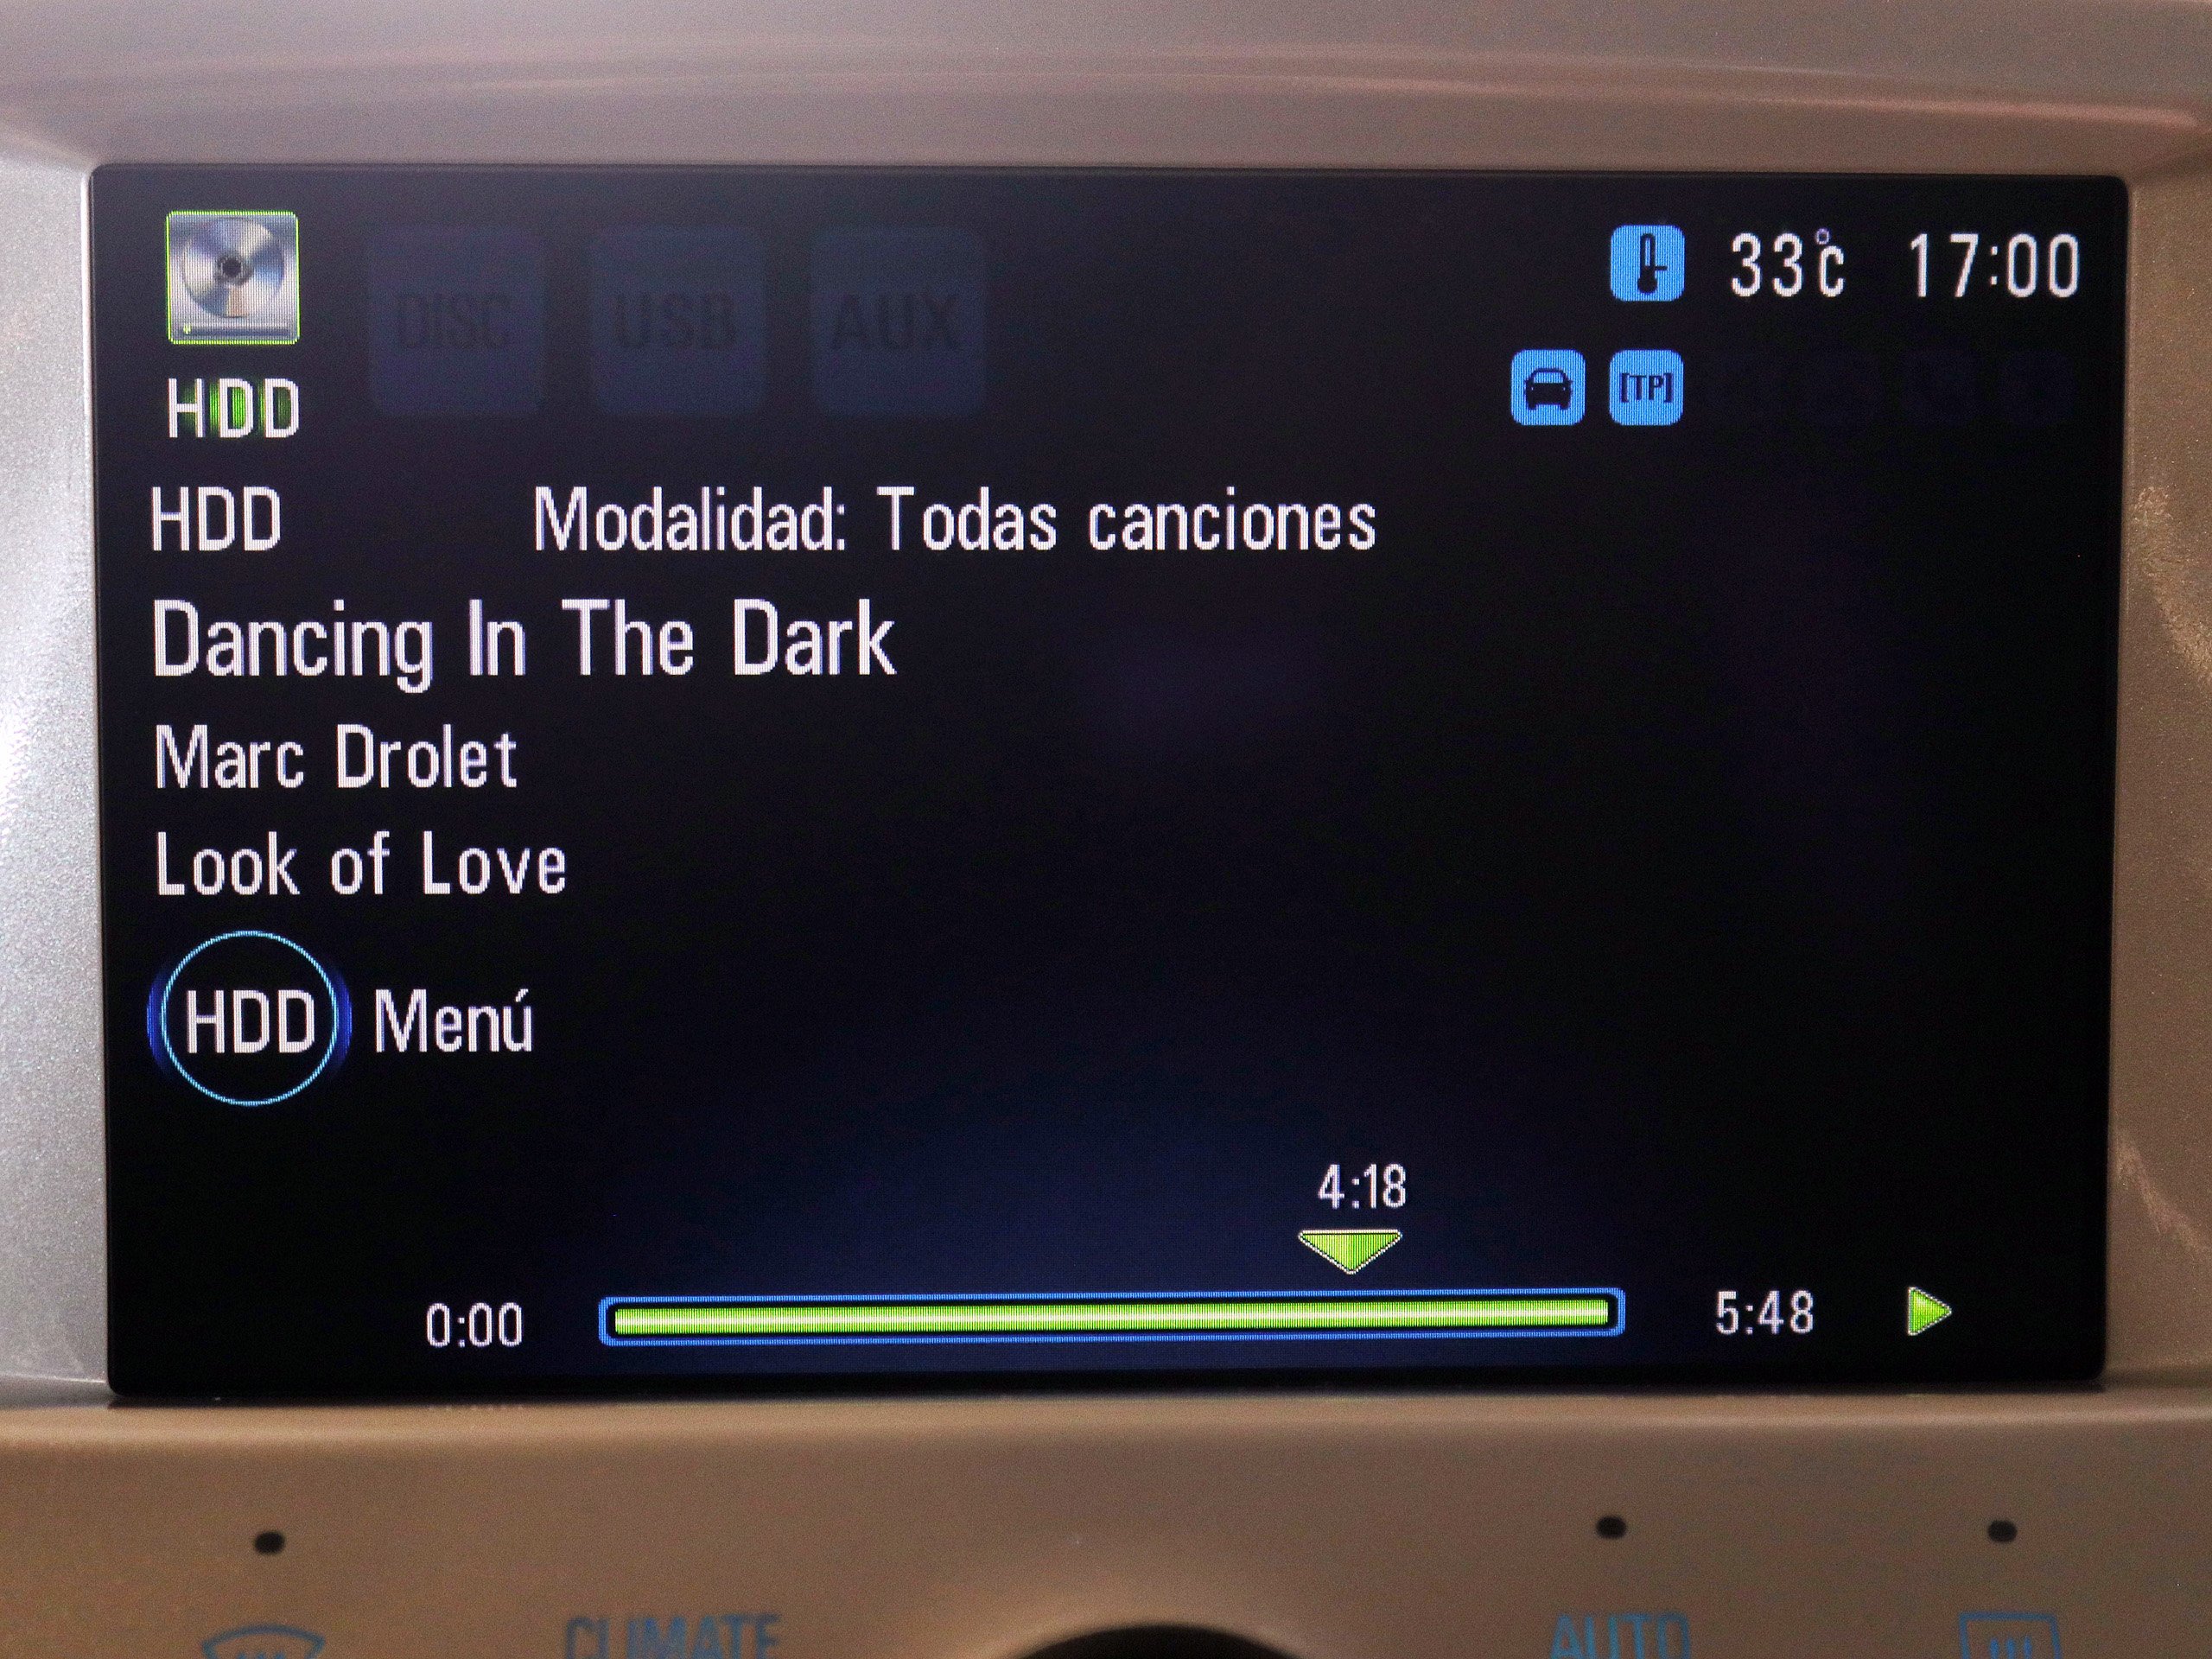 DISC USB AUX
33°C 17:00
HDD
[TP]
HDD Modalidad: Todas canciones
Dancing In The Dark
Marc Drolet
Look of Love
HDD Menú
4:18
0:00 5:48
CLIMATE AUTO